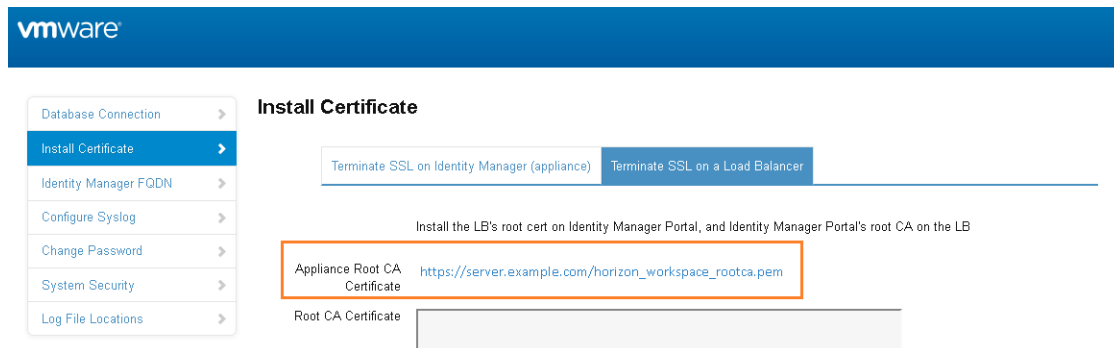 vmware®
Database Connection
Install Certificate
Identity Manager FQDN
Configure Syslog
Change Password
System Security
Log File Locations
Install Certificate
Terminate SSL on Identity Manager (appliance)
Terminate SSL on a Load Balancer
Install the LB's root cert on Identity Manager Portal, and Identity Manager Portal's root CA on the LB
Appliance Root CA
Certificate
https://server.example.com/horizon_workspace_rootca.pem
Root CA Certificate